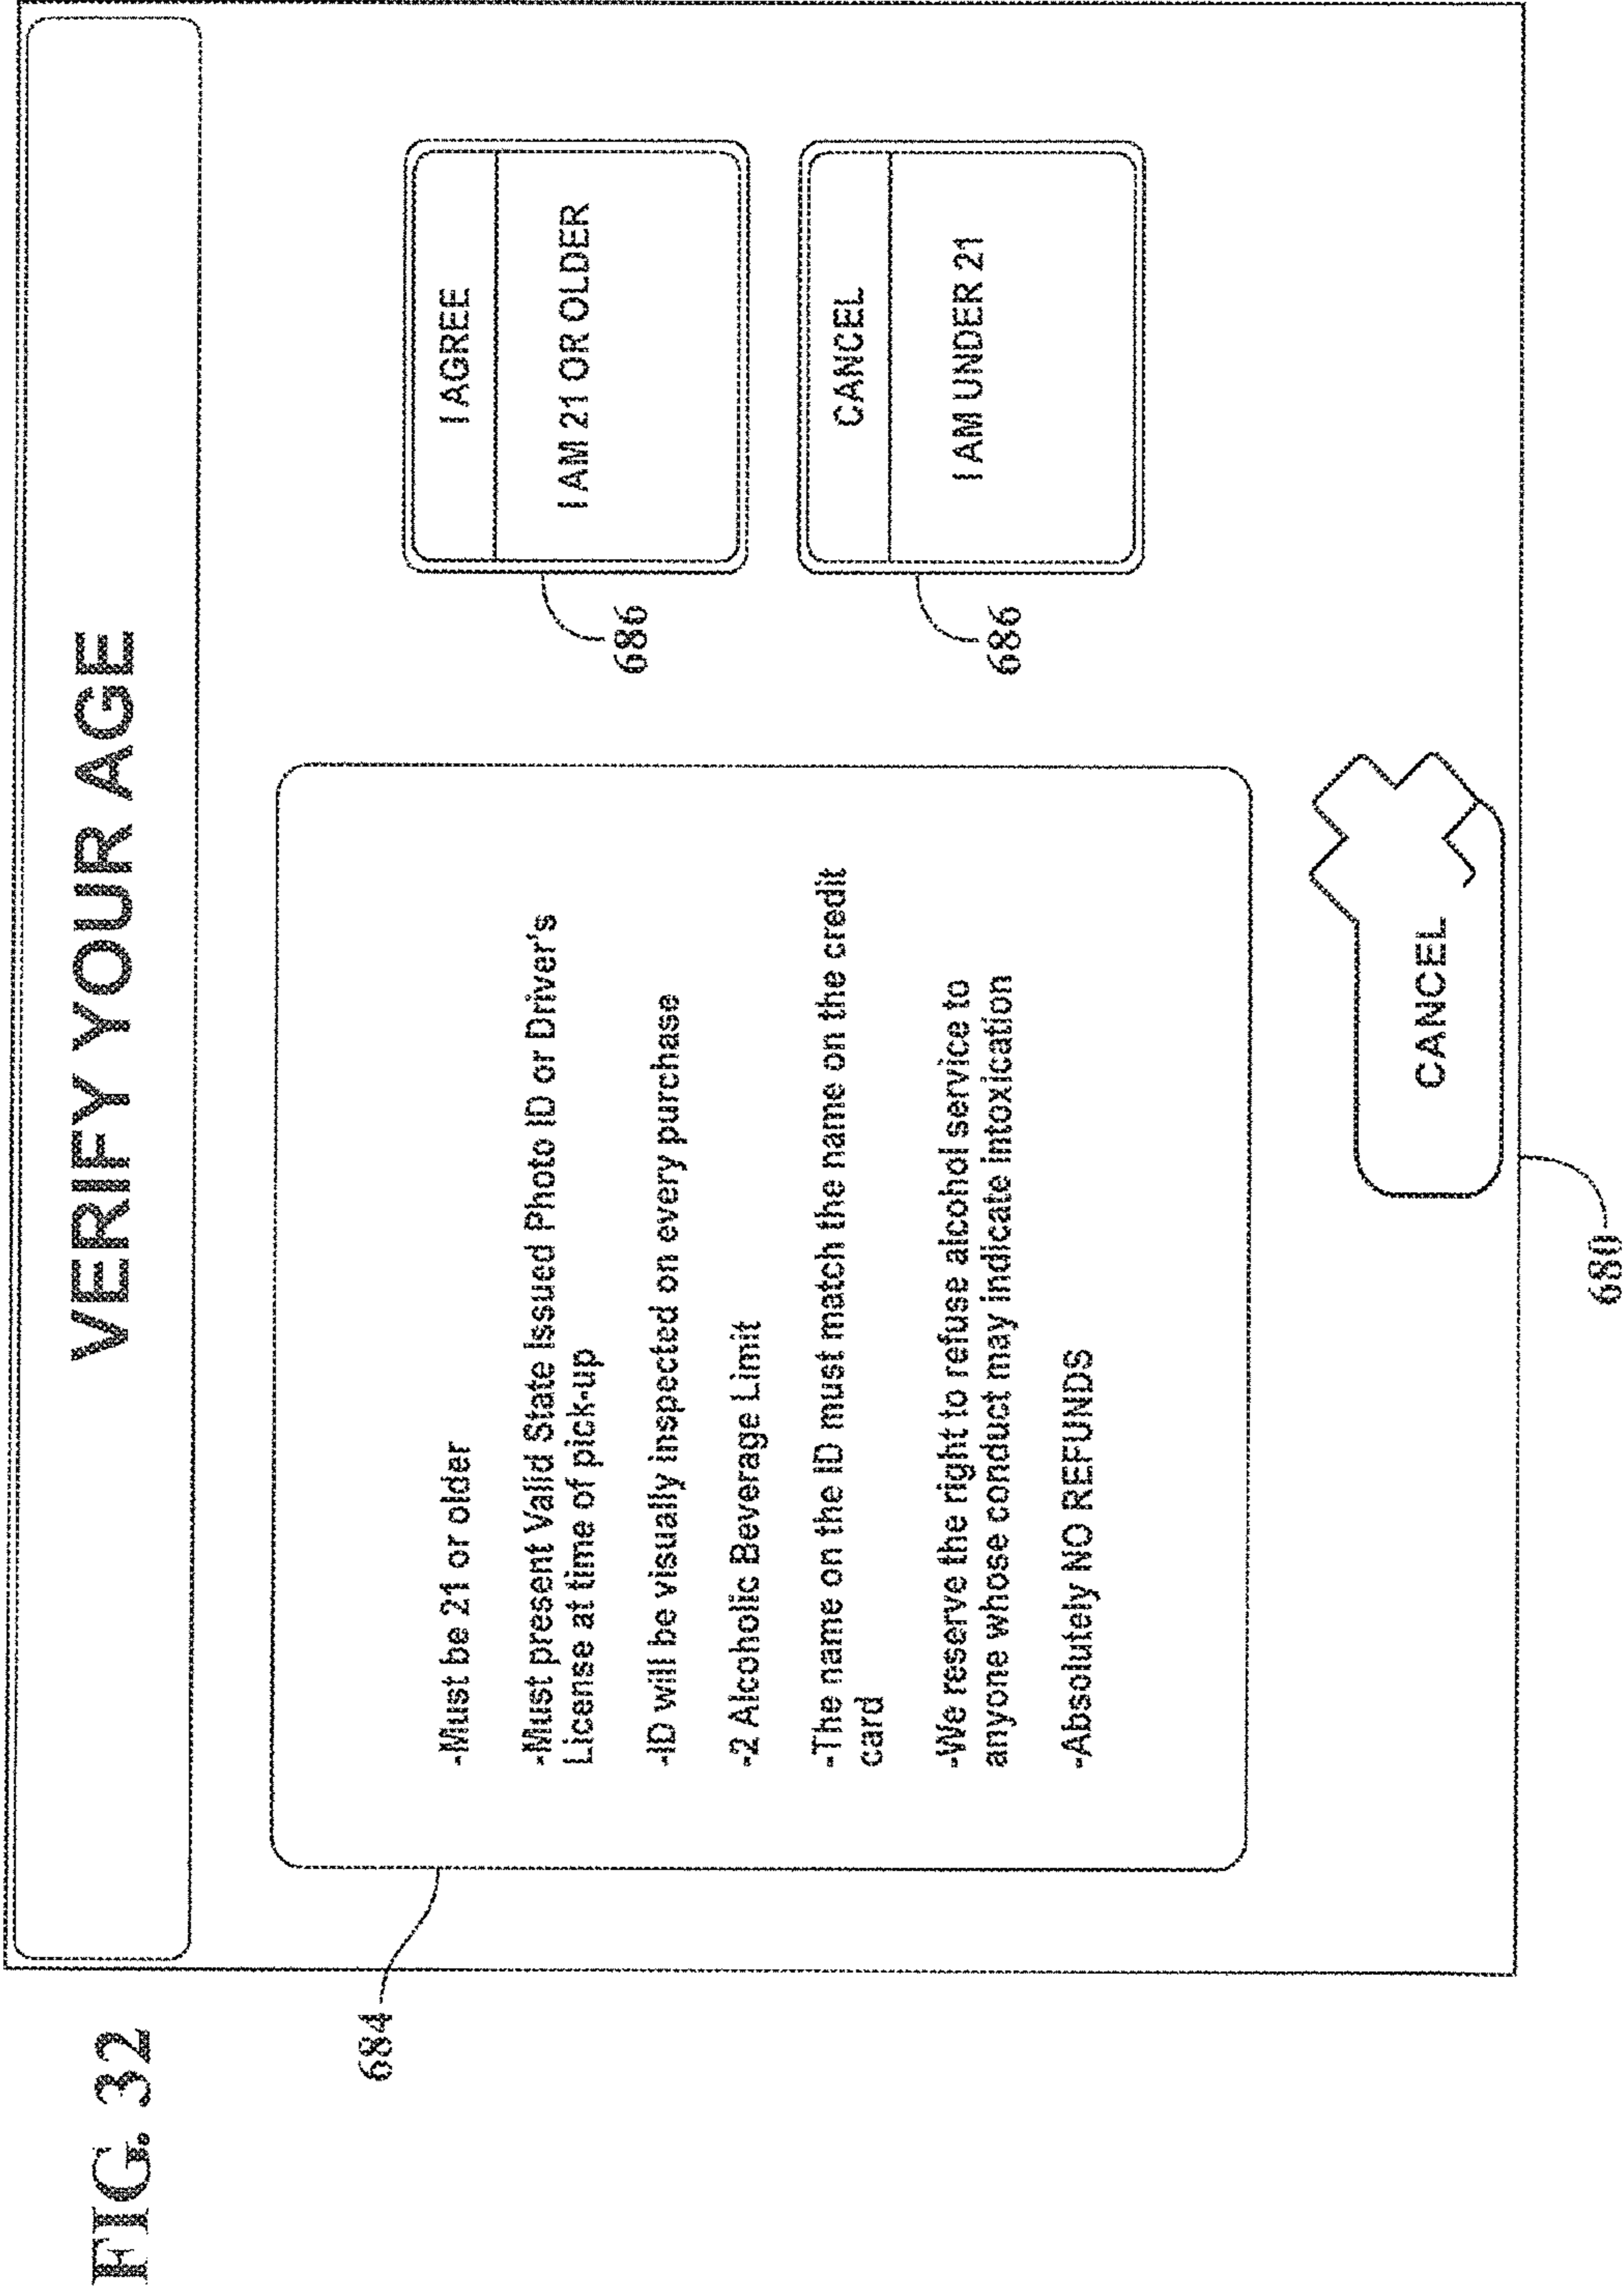 FIG. 32
VERIFY YOUR AGE
684
-Must be 21 or older
-Must present Valid State Issued Photo ID or Driver's
License at time of pick-up
-ID will be visually inspected on every purchase
-2 Alcoholic Beverage Limit
-The name on the ID must match the name on the credit
card
-We reserve the right to refuse alcohol service to
anyone whose conduct may indicate intoxication
-Absolutely NO REFUNDS
I AGREE
I AM 21 OR OLDER
686
CANCEL
I AM UNDER 21
686
CANCEL
680